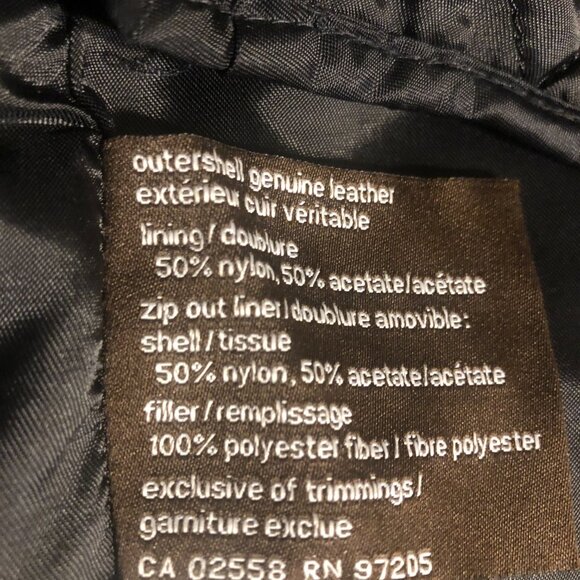 outershell genuine leather
extérieur cuir véritable
lining/doublure
50% nylon, 50% acetate/acétate
zip out liner/doublure amovible:
shell/tissue
50% nylon, 50% acetate/acétate
filler/remplissage
100% polyester fiber/fibre polyester
exclusive of trimmings/
garniture exclue
CA 02558 RN 97205